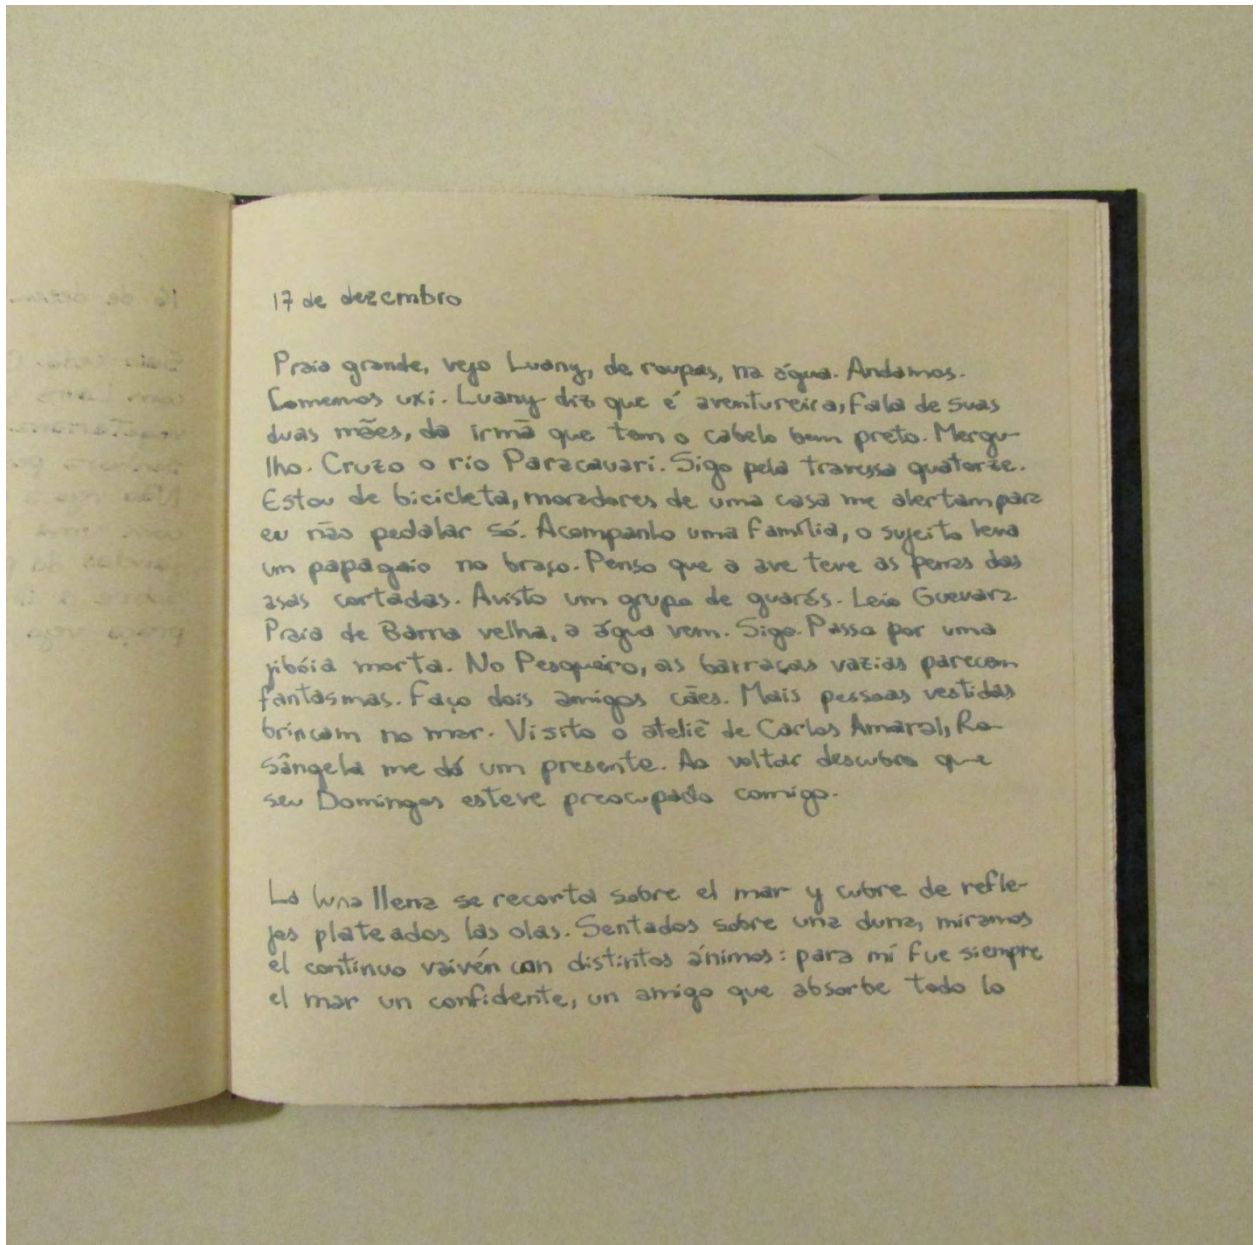 17 de dezembro
Praia grande, vejo Luany, de roupas, na água. Andamos.
Comemos uxi. Luany diz que é aventureira, fala de suas
duas mães, da irmã que tem o cabelo bem preto. Mergu-
lho. Cruzo o rio Paracauari. Sigo pela travessa quatorze.
Estou de bicicleta, moradores de uma casa me alertam para
eu não pedalar só. Acompanho uma família, o sujeito leva
um papagaio no braço. Penso que a ave teve as penas das
asas cortadas. Avisto um grupo de guarás. Leio Guevara.
Praia de Barra velha, a água vem. Sigo. Passo por uma
jibóia morta. No Pesqueiro, as barracas vazias parecem
fantasmas. Faço dois amigos cães. Mais pessoas vestidas
brincam no mar. Visito o ateliê de Carlos Amaral, Ro-
sângela me dá um presente. Ao voltar descubro que
seu Domingos esteve preocupado comigo.
La luna llena se recorta sobre el mar y cubre de refle-
jos plateados las olas. Sentados sobre una duna, miramos
el continuo vaivén con distintos ánimos: para mí fue siempre
el mar un confidente, un amigo que absorbe todo lo